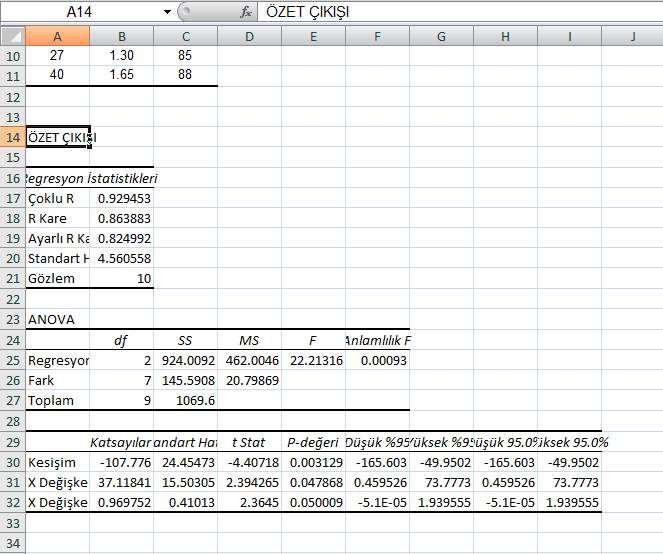 A14 fx ÖZET ÇIKIŞI
A B C D E F G H I J
10 27 1.30 85
11 40 1.65 88
12
13
14 ÖZET ÇIKIŞI
15
16 Regresyon İstatistikleri
17 Çoklu R 0.929453
18 R Kare 0.863883
19 Ayarlı R Ka 0.824992
20 Standart H 4.560558
21 Gözlem 10
22
23 ANOVA
24 df SS MS F Anlamlılık F
25 Regresyor 2 924.0092 462.0046 22.21316 0.00093
26 Fark 7 145.5908 20.79869
27 Toplam 9 1069.6
28
29 Katsayılar andart Hat t Stat P-değeri Düşük %95 Yüksek %95 üşük 95.0% üksek 95.0%
30 Kesişim -107.776 24.45473 -4.40718 0.003129 -165.603 -49.9502 -165.603 -49.9502
31 X Değişke 37.11841 15.50305 2.394265 0.047868 0.459526 73.7773 0.459526 73.7773
32 X Değişke 0.969752 0.41013 2.3645 0.050009 -5.1E-05 1.939555 -5.1E-05 1.939555
33
34